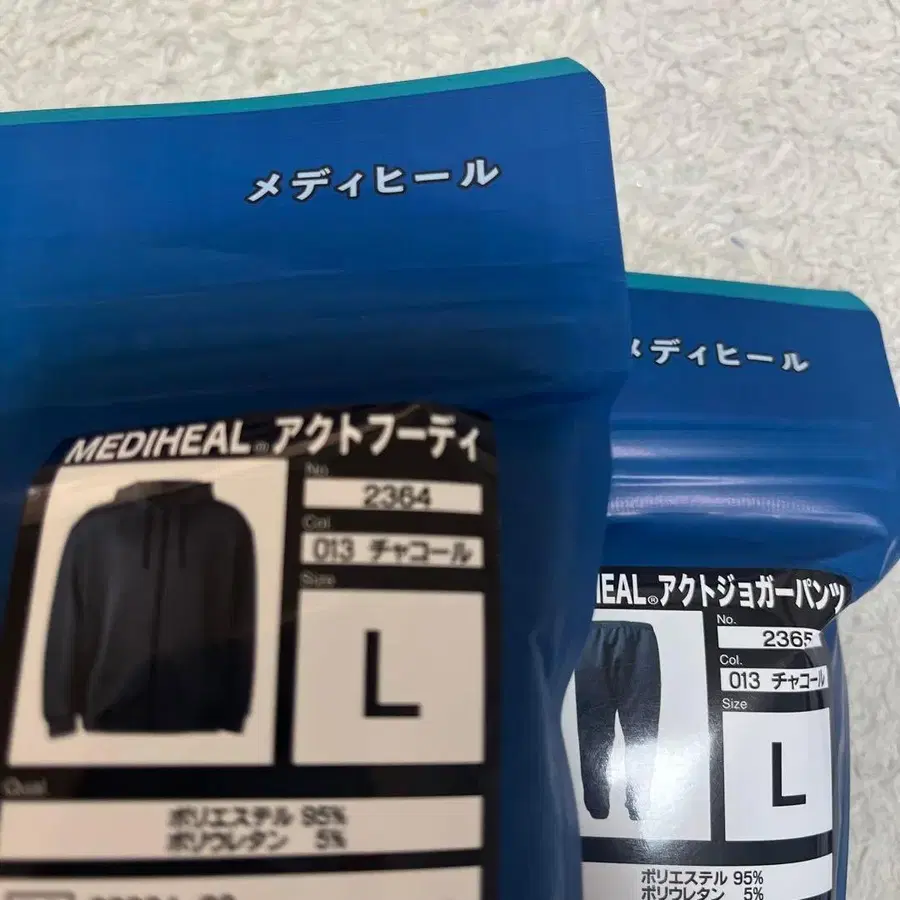 メディヒール
MEDIHEAL® アクトフーティ
No.
2364
Col
013 チャコール
Size
L
Qual
ポリエステル 95%
ポリウレタン 5%
メディヒール
HEAL® アクトジョガーパンツ
No.
2365
Col.
013 チャコール
Size
L
ポリエステル 95%
ポリウレタン 5%